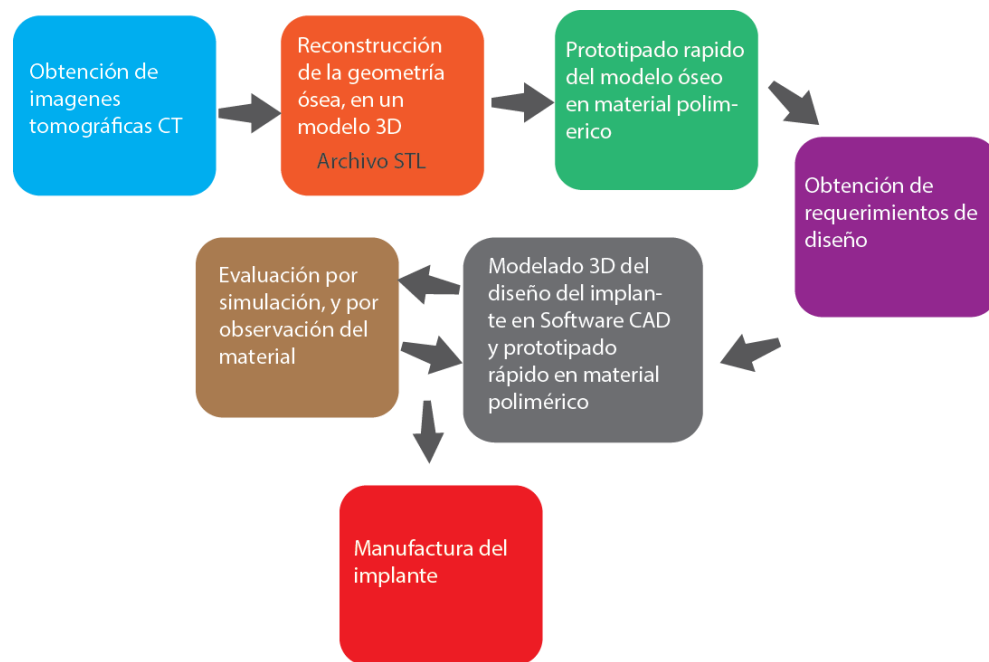 Obtención de
imagenes
tomográficas CT
Reconstrucción
de la geometría
ósea, en un
modelo 3D
Archivo STL
Prototipado rapido
del modelo óseo
en material polim-
erico
Obtención de
requerimientos de
diseño
Modelado 3D del
diseño del implan-
te en Software CAD
y prototipado
rápido en material
polimérico
Evaluación por
simulación, y por
observación del
material
Manufactura del
implante